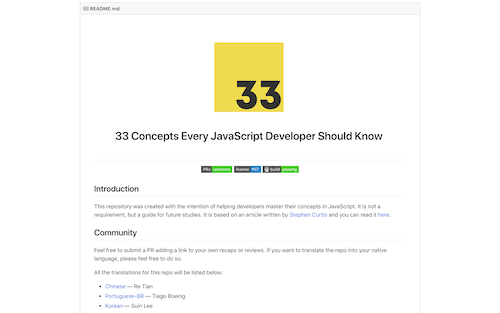 README.md
33
33 Concepts Every JavaScript Developer Should Know
PRs welcome license MIT build passing
Introduction
This repository was created with the intention of helping developers master their concepts in JavaScript. It is not a
requirement, but a guide for future studies. It is based on an article written by Stephen Curtis and you can read it here.
Community
Feel free to submit a PR adding a link to your own recaps or reviews. If you want to translate the repo into your native
language, please feel free to do so.
All the translations for this repo will be listed below:
• Chinese — Re Tian
• Portuguese-BR — Tiago Boeing
• Korean — Suin Lee